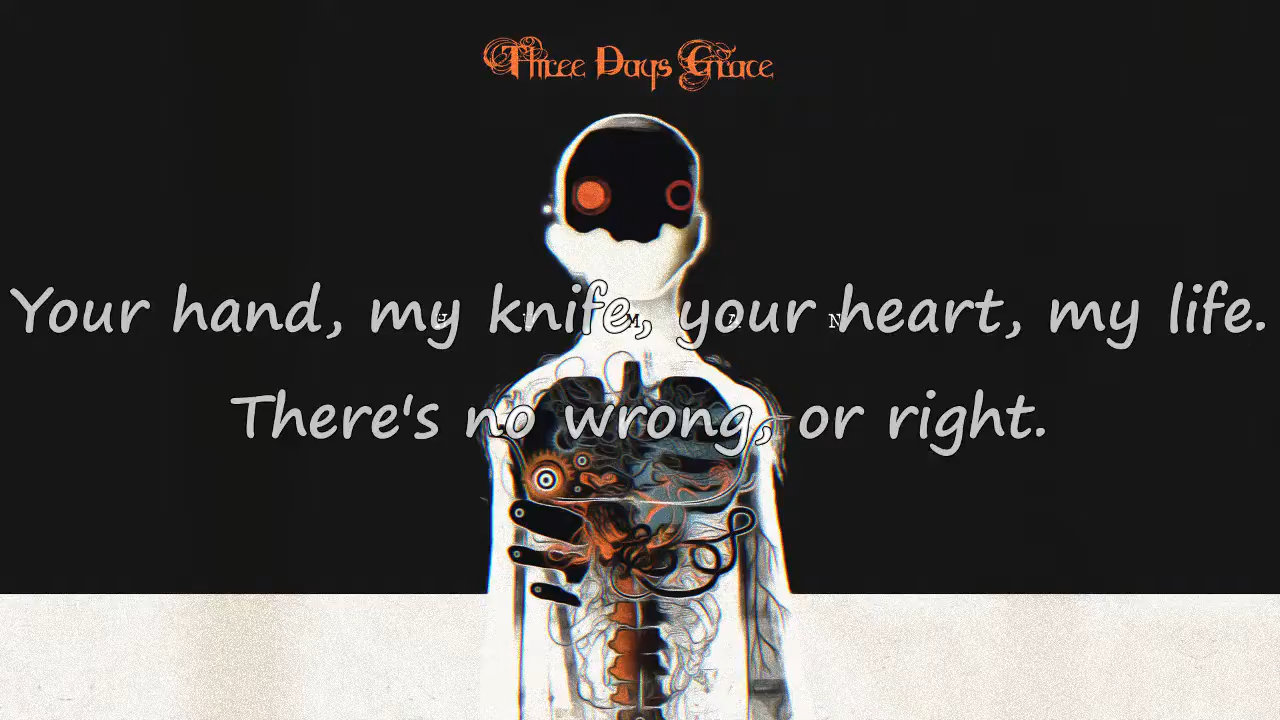 Three Days Grace
Your hand, my knife, your heart, my life.
H U M A N
There's no wrong, or right.